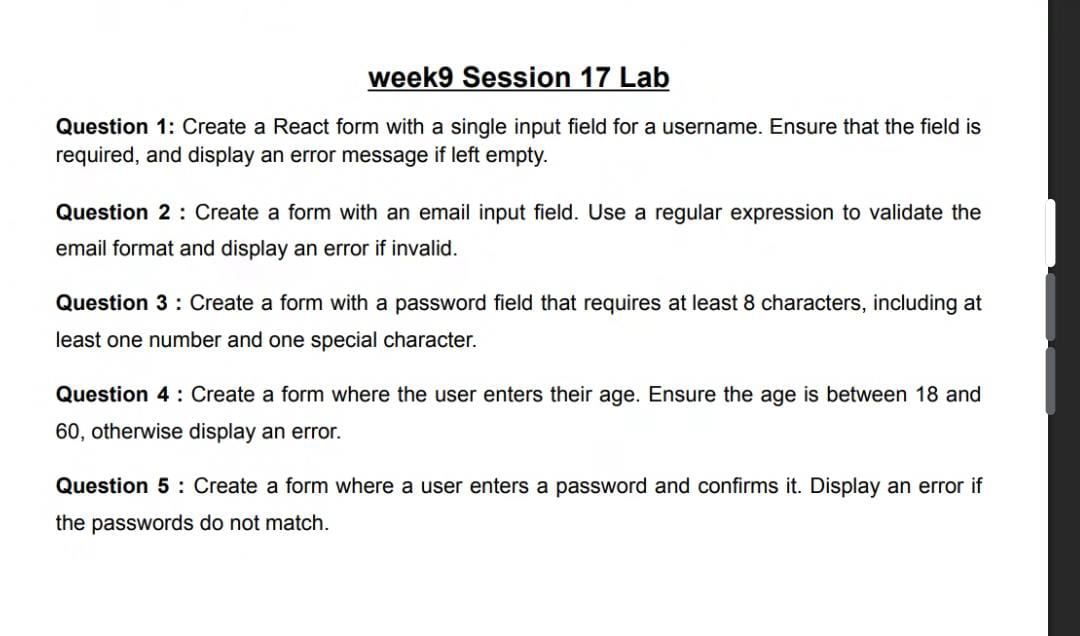 week9 Session 17 Lab
Question 1: Create a React form with a single input field for a username. Ensure that the field is
required, and display an error message if left empty.
Question 2 : Create a form with an email input field. Use a regular expression to validate the
email format and display an error if invalid.
Question 3 : Create a form with a password field that requires at least 8 characters, including at
least one number and one special character.
Question 4 : Create a form where the user enters their age. Ensure the age is between 18 and
60, otherwise display an error.
Question 5 : Create a form where a user enters a password and confirms it. Display an error if
the passwords do not match.